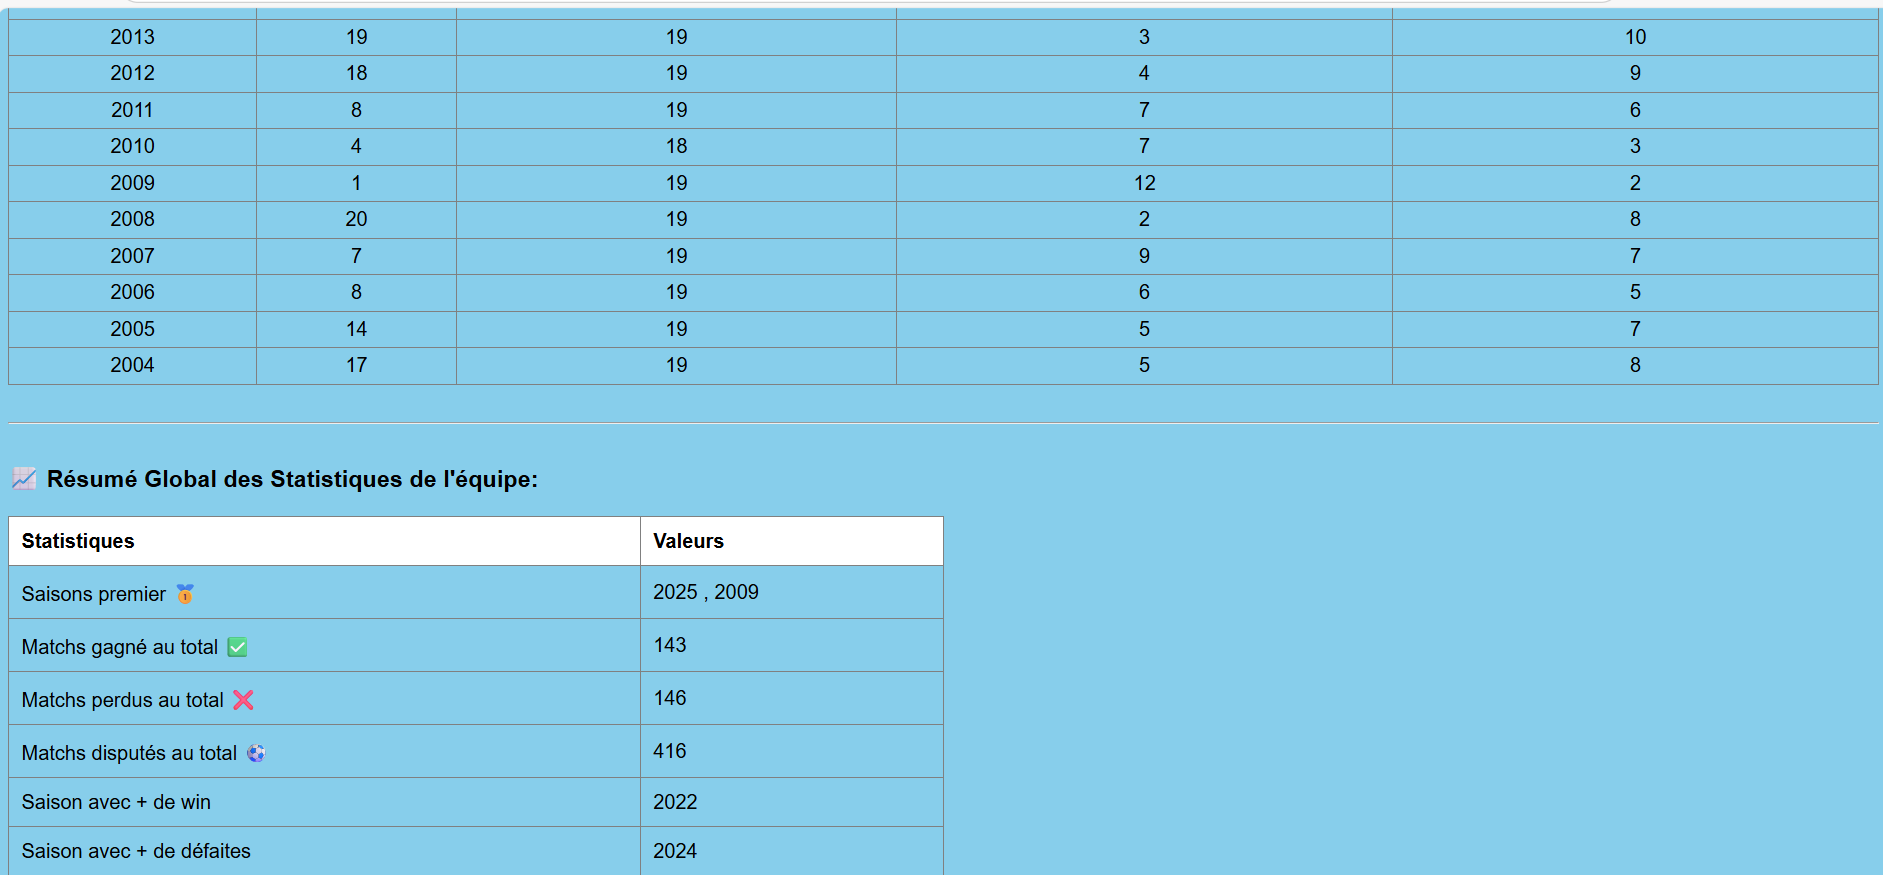 2013 19 19 3 10
2012 18 19 4 9
2011 8 19 7 6
2010 4 18 7 3
2009 1 19 12 2
2008 20 19 2 8
2007 7 19 9 7
2006 8 19 6 5
2005 14 19 5 7
2004 17 19 5 8
Résumé Global des Statistiques de l'équipe:
Statistiques Valeurs
Saisons premier 2025 , 2009
Matchs gagné au total 143
Matchs perdus au total 146
Matchs disputés au total 416
Saison avec + de win 2022
Saison avec + de défaites 2024